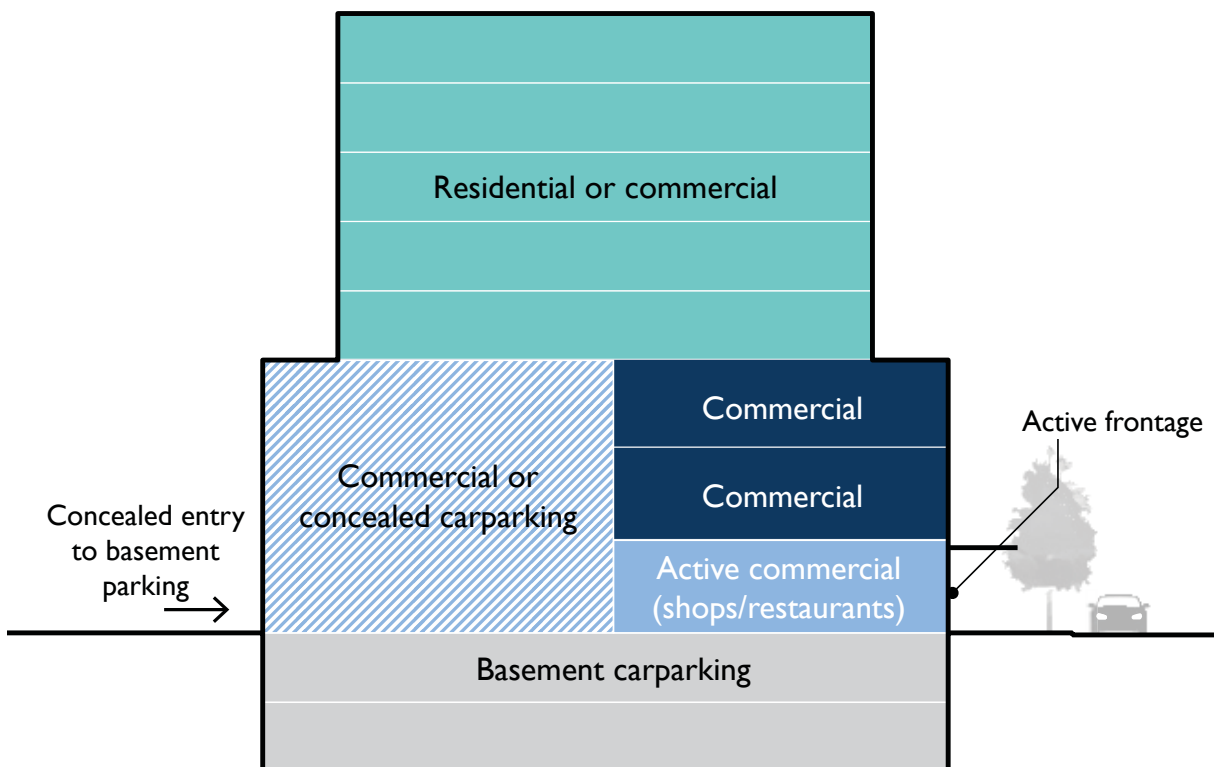 Residential or commercial
Commercial
Active frontage
Commercial or
concealed carparking
Commercial
Concealed entry
to basement
parking
Active commercial
(shops/restaurants)
Basement carparking